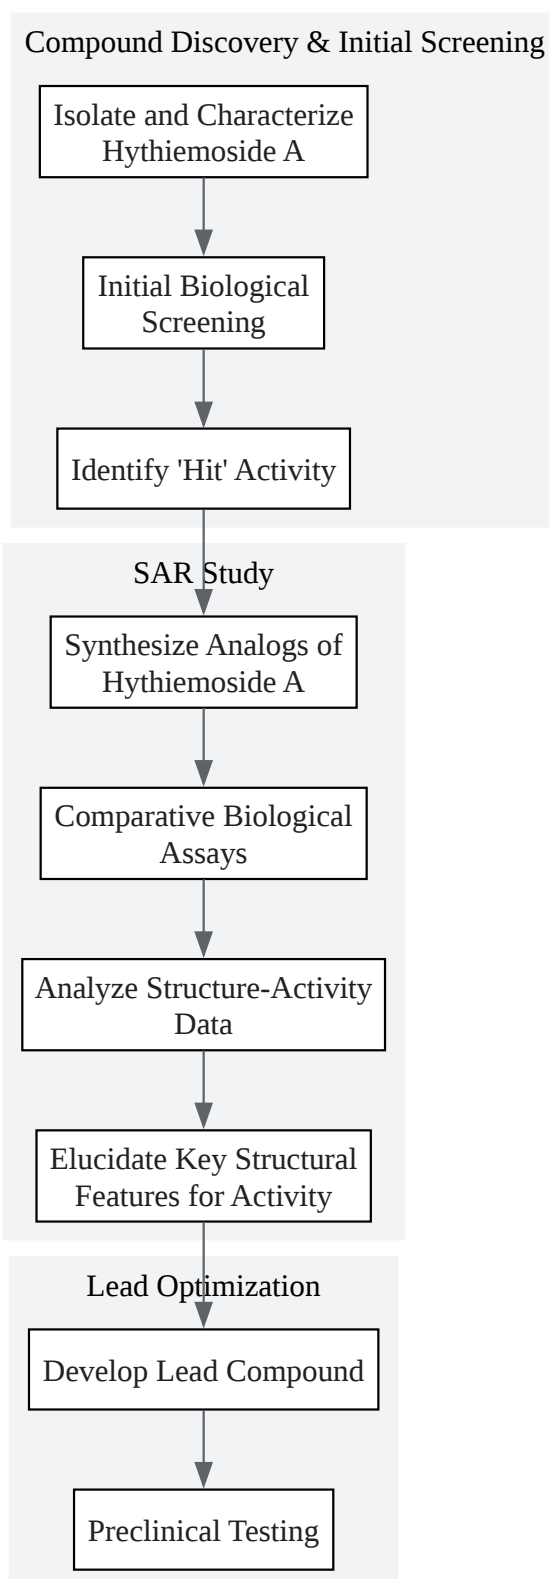 Compound Discovery & Initial Screening
Isolate and Characterize
Hythiemoside A
Initial Biological
Screening
Identify 'Hit' Activity
SAR Study
Synthesize Analogs of
Hythiemoside A
Comparative Biological
Assays
Analyze Structure-Activity
Data
Elucidate Key Structural
Features for Activity
Lead Optimization
Develop Lead Compound
Preclinical Testing